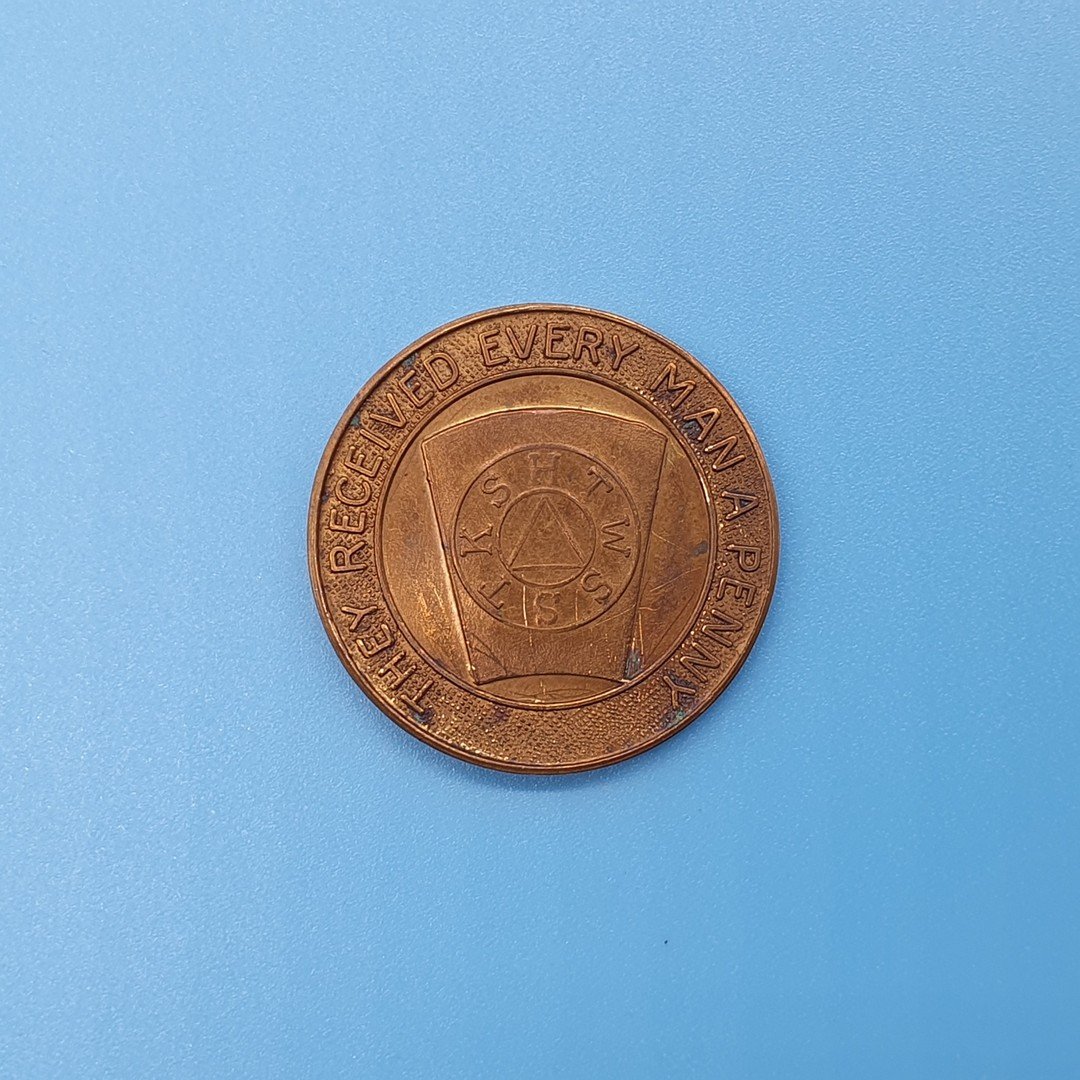 THEY RECEIVED EVERY MAN A PENNY
H T W S S T K S